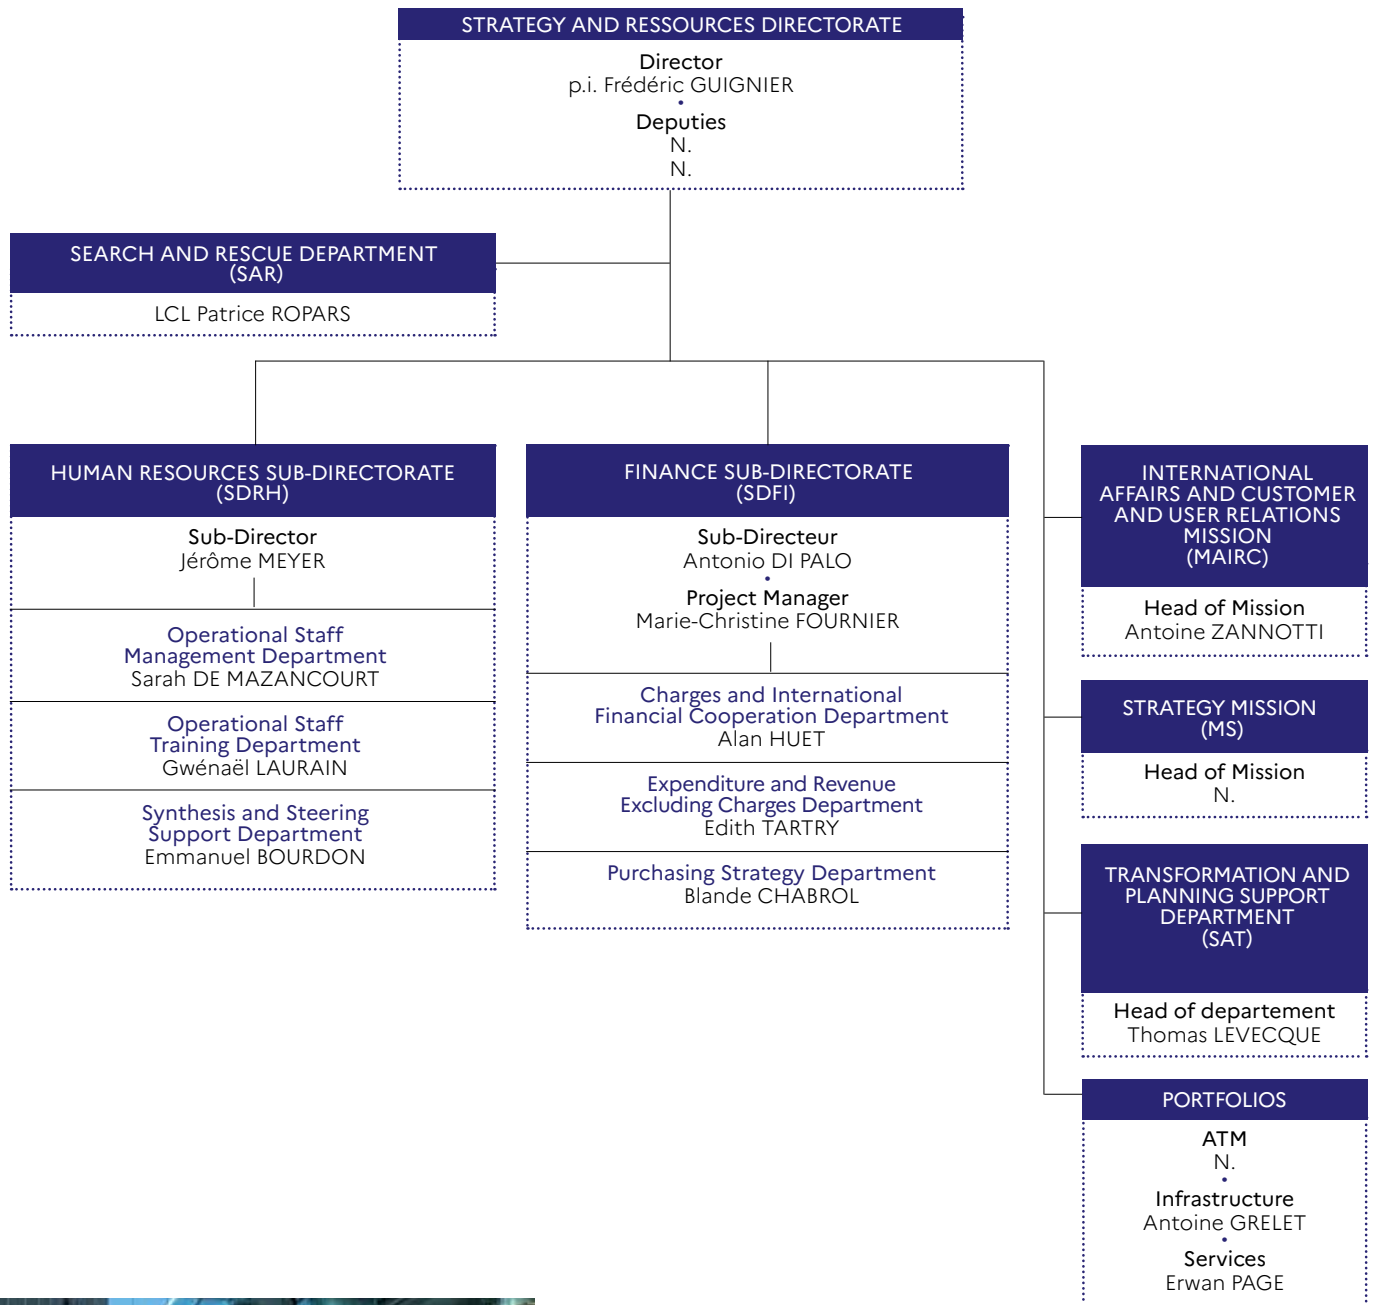 STRATEGY AND RESSOURCES DIRECTORATE
Director
p.i. Frédéric GUIGNIER
•
Deputies
N.
N.
SEARCH AND RESCUE DEPARTMENT
(SAR)
LCL Patrice ROPARS
HUMAN RESOURCES SUB-DIRECTORATE
(SDRH)
Sub-Director
Jérôme MEYER
Operational Staff
Management Department
Sarah DE MAZANCOURT
Operational Staff
Training Department
Gwénaël LAURAIN
Synthesis and Steering
Support Department
Emmanuel BOURDON
FINANCE SUB-DIRECTORATE
(SDFI)
Sub-Directeur
Antonio DI PALO
•
Project Manager
Marie-Christine FOURNIER
Charges and International
Financial Cooperation Department
Alan HUET
Expenditure and Revenue
Excluding Charges Department
Edith TARTRY
Purchasing Strategy Department
Blande CHABROL
INTERNATIONAL
AFFAIRS AND CUSTOMER
AND USER RELATIONS
MISSION
(MAIRC)
Head of Mission
Antoine ZANNOTTI
STRATEGY MISSION
(MS)
Head of Mission
N.
TRANSFORMATION AND
PLANNING SUPPORT
DEPARTMENT
(SAT)
Head of departement
Thomas LEVECQUE
PORTFOLIOS
ATM
N.
•
Infrastructure
Antoine GRELET
•
Services
Erwan PAGE